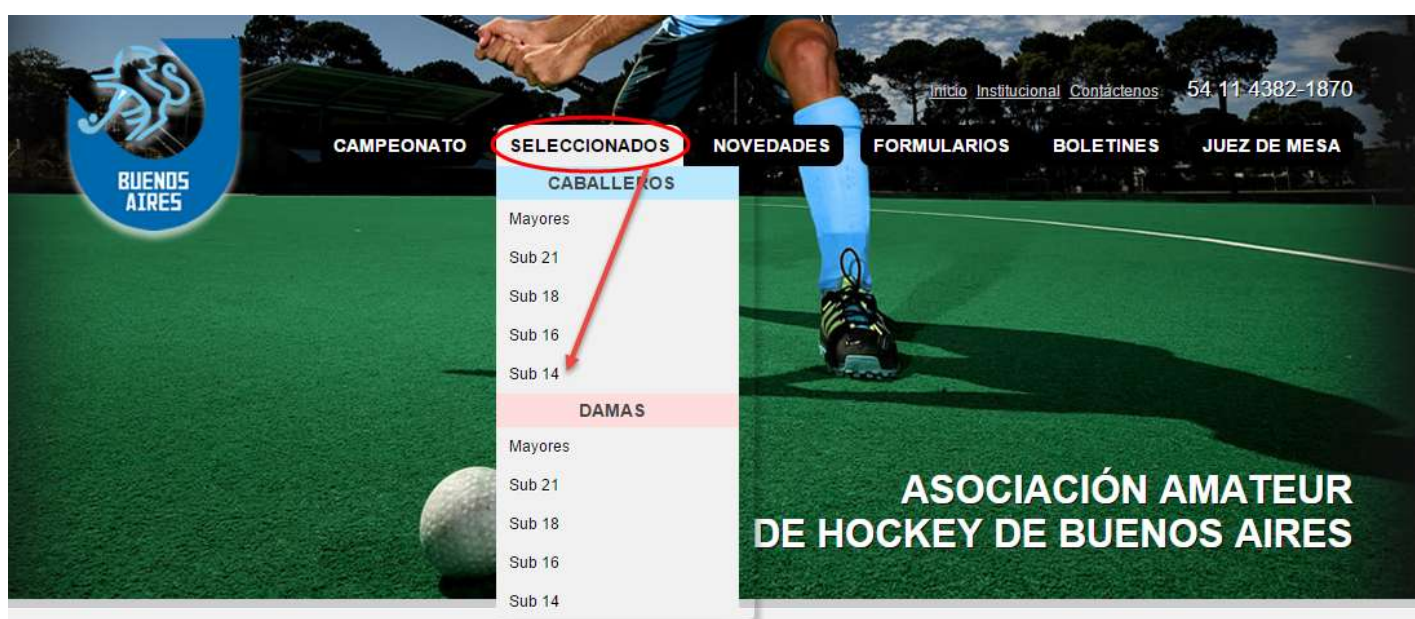 BUENOS
AIRES
Inicio Institucional Contáctenos 54 11 4382-1870
CAMPEONATO SELECCIONADOS NOVEDADES FORMULARIOS BOLETINES JUEZ DE MESA
CABALLEROS
Mayores
Sub 21
Sub 18
Sub 16
Sub 14
DAMAS
Mayores
Sub 21
Sub 18
Sub 16
Sub 14
ASOCIACIÓN AMATEUR
DE HOCKEY DE BUENOS AIRES